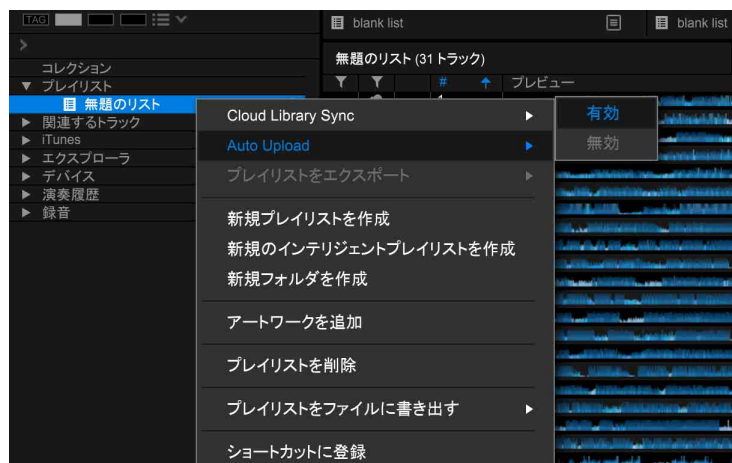 TAG
blank list
blank list
無題のリスト (31 トラック)
# プレビュー
1
コレクション
プレイリスト
無題のリスト
関連するトラック
iTunes
エクスプローラ
デバイス
演奏履歴
録音
Cloud Library Sync
Auto Upload
プレイリストをエクスポート
新規プレイリストを作成
新規のインテリジェントプレイリストを作成
新規フォルダを作成
アートワークを追加
プレイリストを削除
プレイリストをファイルに書き出す
ショートカットに登録
有効
無効